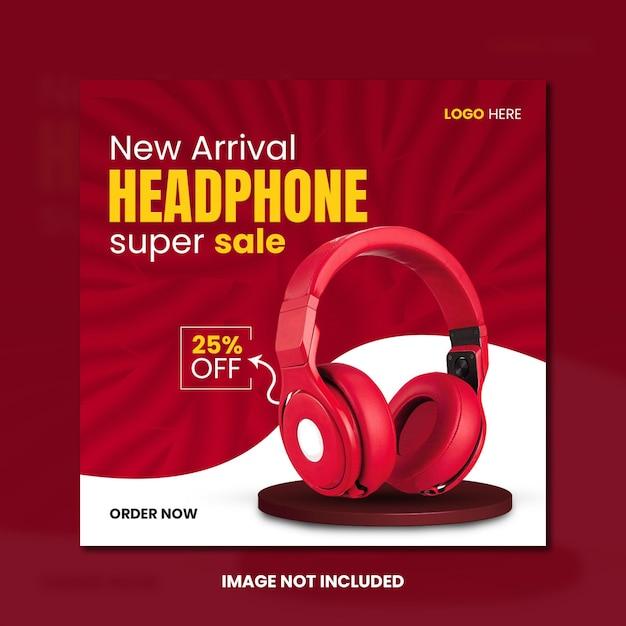 LOGO HERE
New Arrival
HEADPHONE
super sale
25%
OFF
ORDER NOW
IMAGE NOT INCLUDED